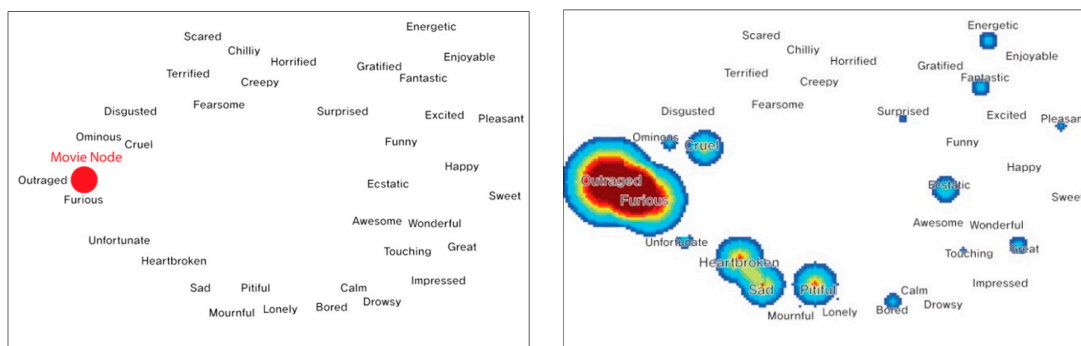 Energetic
Scared
Chilliy
Enjoyable
Horrified
Gratified
Terrified
Fantastic
Creepy
Fearsome
Disgusted
Surprised
Excited
Pleasant
Ominous
Cruel
Funny
Movie Node
Happy
Outraged
Ecstatic
Furious
Sweet
Awesome
Wonderful
Unfortunate
Great
Touching
Heartbroken
Impressed
Sad
Pitiful
Calm
Drowsy
Mournful
Lonely
Bored
Energetic
Scared
Chilliy
Enjoyable
Horrified
Gratified
Terrified
Fantastic
Creepy
Fearsome
Disgusted
Surprised
Excited
Pleasant
Ominous
Cruel
Funny
Happy
Outraged
Ecstatic
Furious
Sweet
Awesome
Wonderful
Unfortunate
Great
Touching
Heartbroken
Impressed
Sad
Pitiful
Calm
Drowsy
Mournful
Lonely
Bored